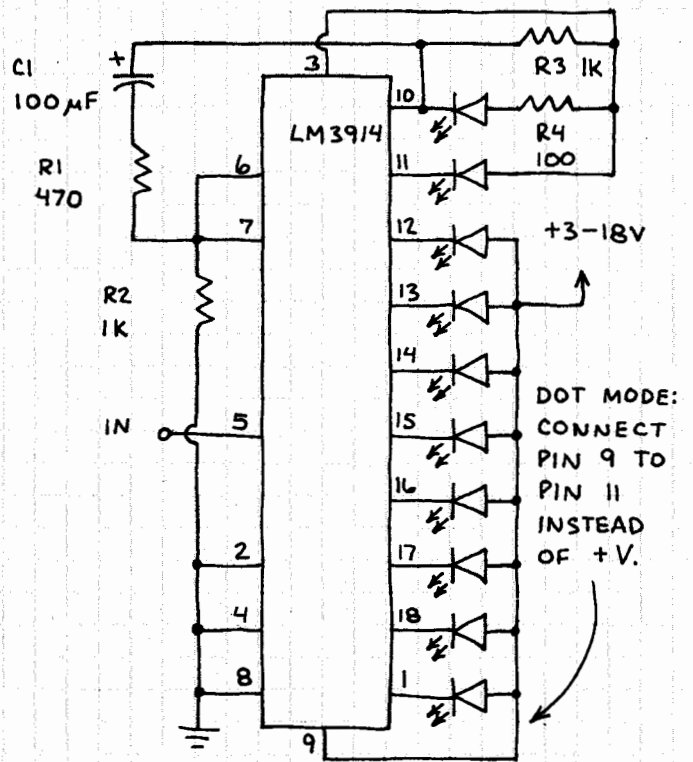 C1
100 µF
+
3
R3 1K
10
LM3914
R4
100
R1
470
6
11
7
12
+3-18V
R2
1K
13
14
DOT MODE:
CONNECT
PIN 9 TO
PIN 11
INSTEAD
OF +V.
IN
5
15
16
2
17
4
18
8
1
9